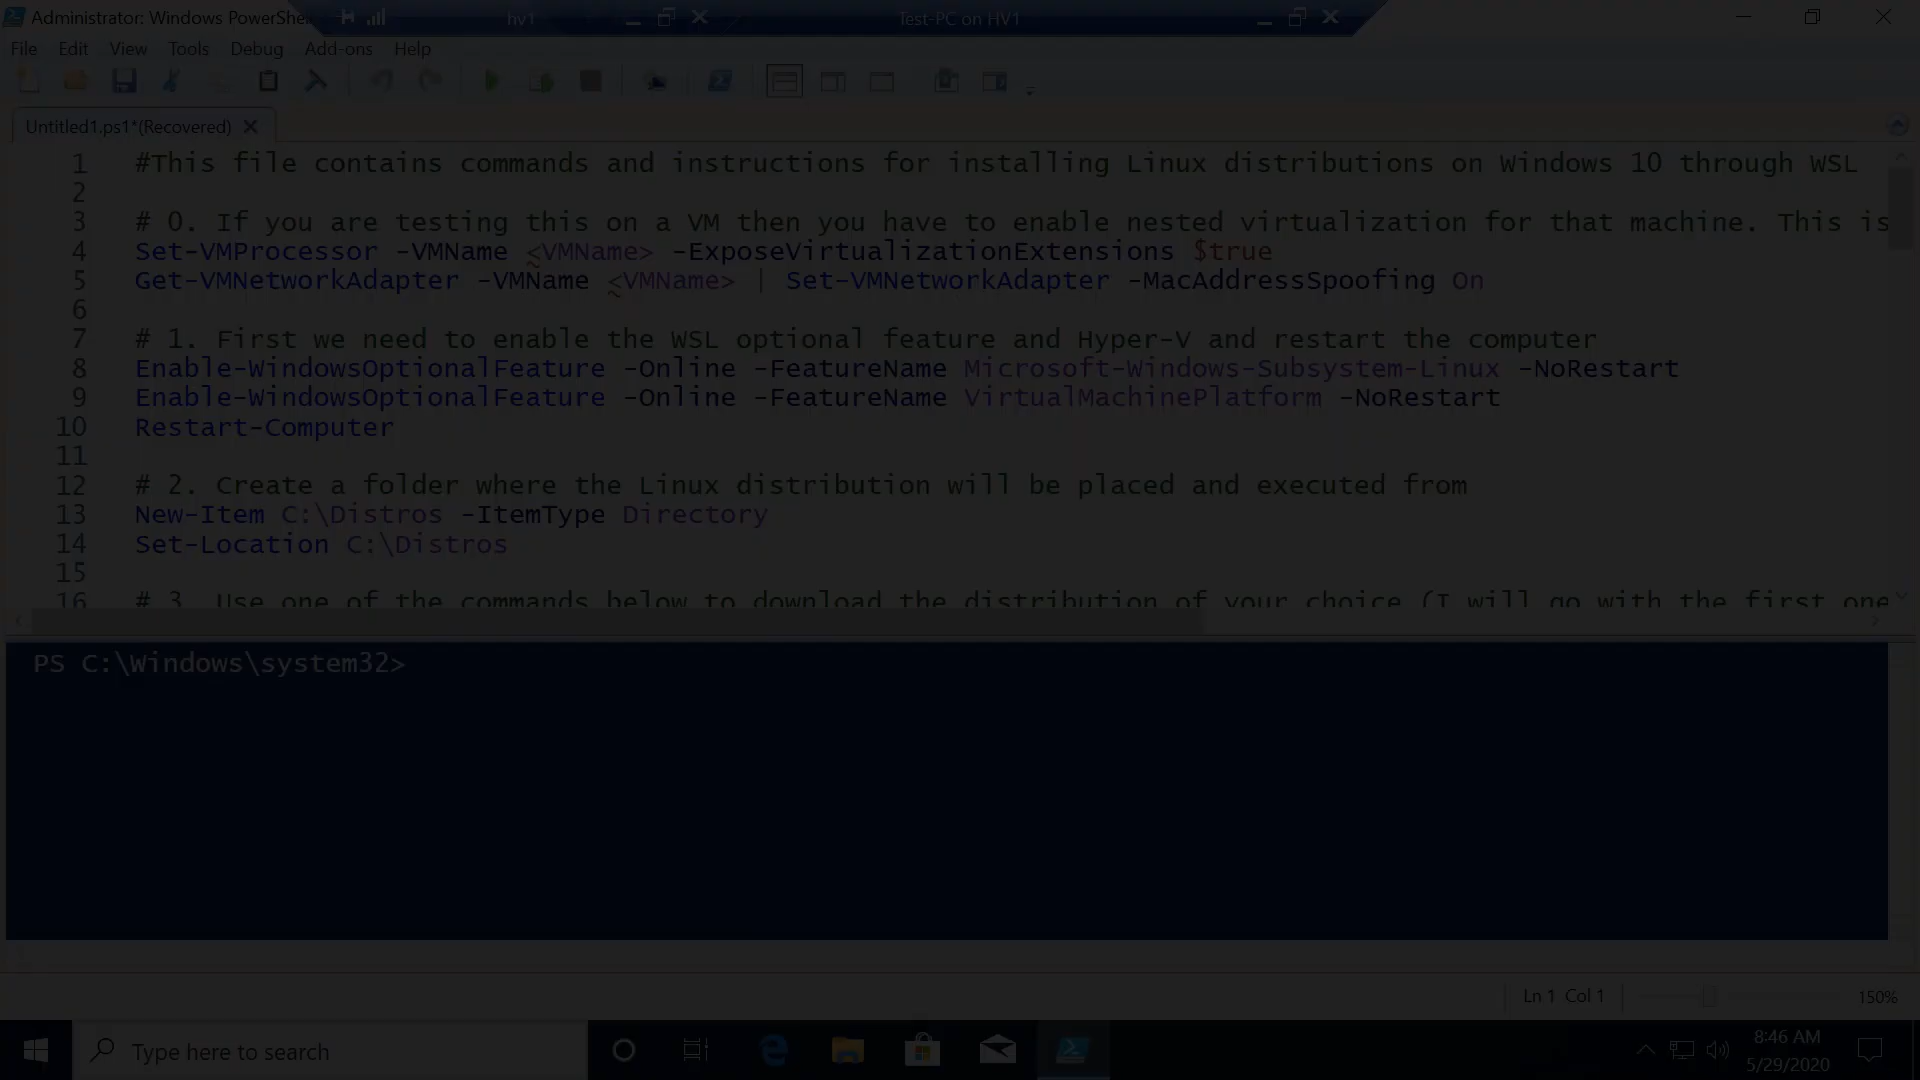 Administrator: Windows PowerShe
hv1
Test-PC on HV1
File Edit View Tools Debug Add-ons Help
Untitled1.ps1*(Recovered)
1 #This file contains commands and instructions for installing Linux distributions on Windows 10 through WSL
2
3 # 0. If you are testing this on a VM then you have to enable nested virtualization for that machine. This is
4 Set-VMProcessor -VMName <VMName> -ExposeVirtualizationExtensions $true
5 Get-VMNetworkAdapter -VMName <VMName> | Set-VMNetworkAdapter -MacAddressSpoofing On
6
7 # 1. First we need to enable the WSL optional feature and Hyper-V and restart the computer
8 Enable-WindowsOptionalFeature -Online -FeatureName Microsoft-Windows-Subsystem-Linux -NoRestart
9 Enable-WindowsOptionalFeature -Online -FeatureName VirtualMachinePlatform -NoRestart
10 Restart-Computer
11
12 # 2. Create a folder where the Linux distribution will be placed and executed from
13 New-Item C:\Distros -ItemType Directory
14 Set-Location C:\Distros
15
16 # 3. Use one of the commands below to download the distribution of your choice (I will go with the first one
PS C:\Windows\system32>
Ln 1 Col 1
150%
Type here to search
8:46 AM
5/29/2020